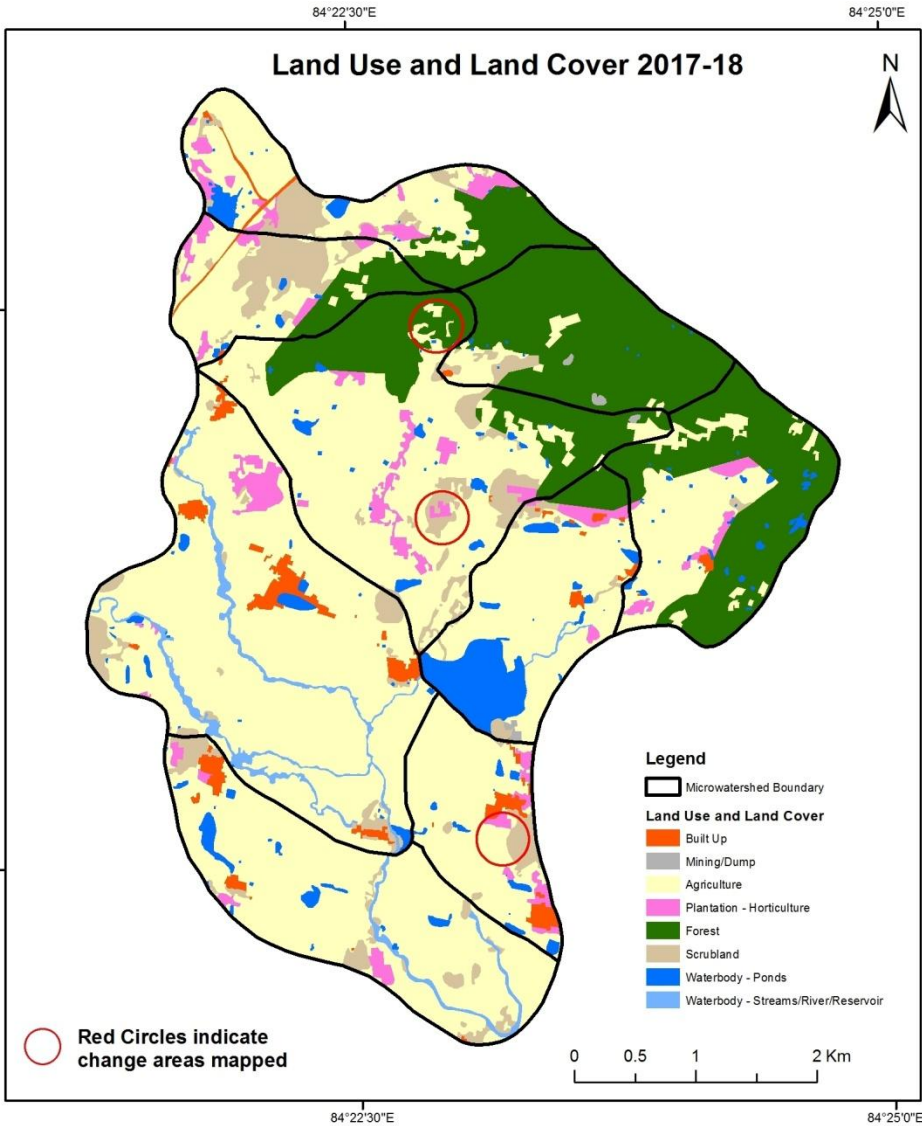 84°22'30"E
84°25'0"E
Land Use and Land Cover 2017-18
N
Legend
Microwatershed Boundary
Land Use and Land Cover
Built Up
Mining/Dump
Agriculture
Plantation - Horticulture
Forest
Scrubland
Waterbody - Ponds
Waterbody - Streams/River/Reservoir
Red Circles indicate
change areas mapped
0 0.5 1 2 Km
84°22'30"E
84°25'0"E